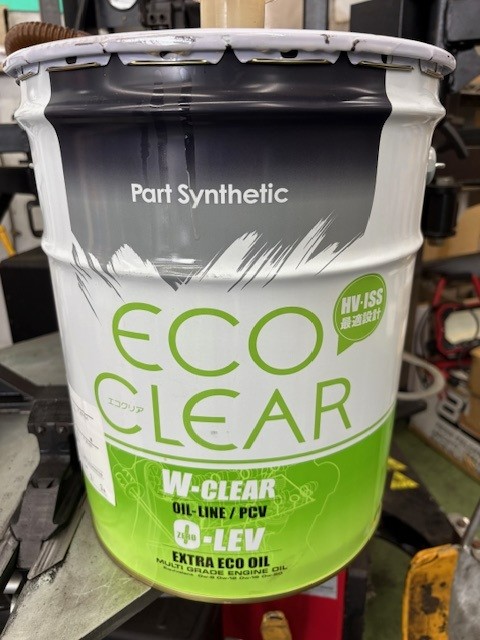 Part Synthetic
HV·ISS
最適設計
ECO
エコクリア
CLEAR
W-CLEAR
OIL-LINE / PCV
ZERO-LEV
EXTRA ECO OIL
MULTI GRADE ENGINE OIL